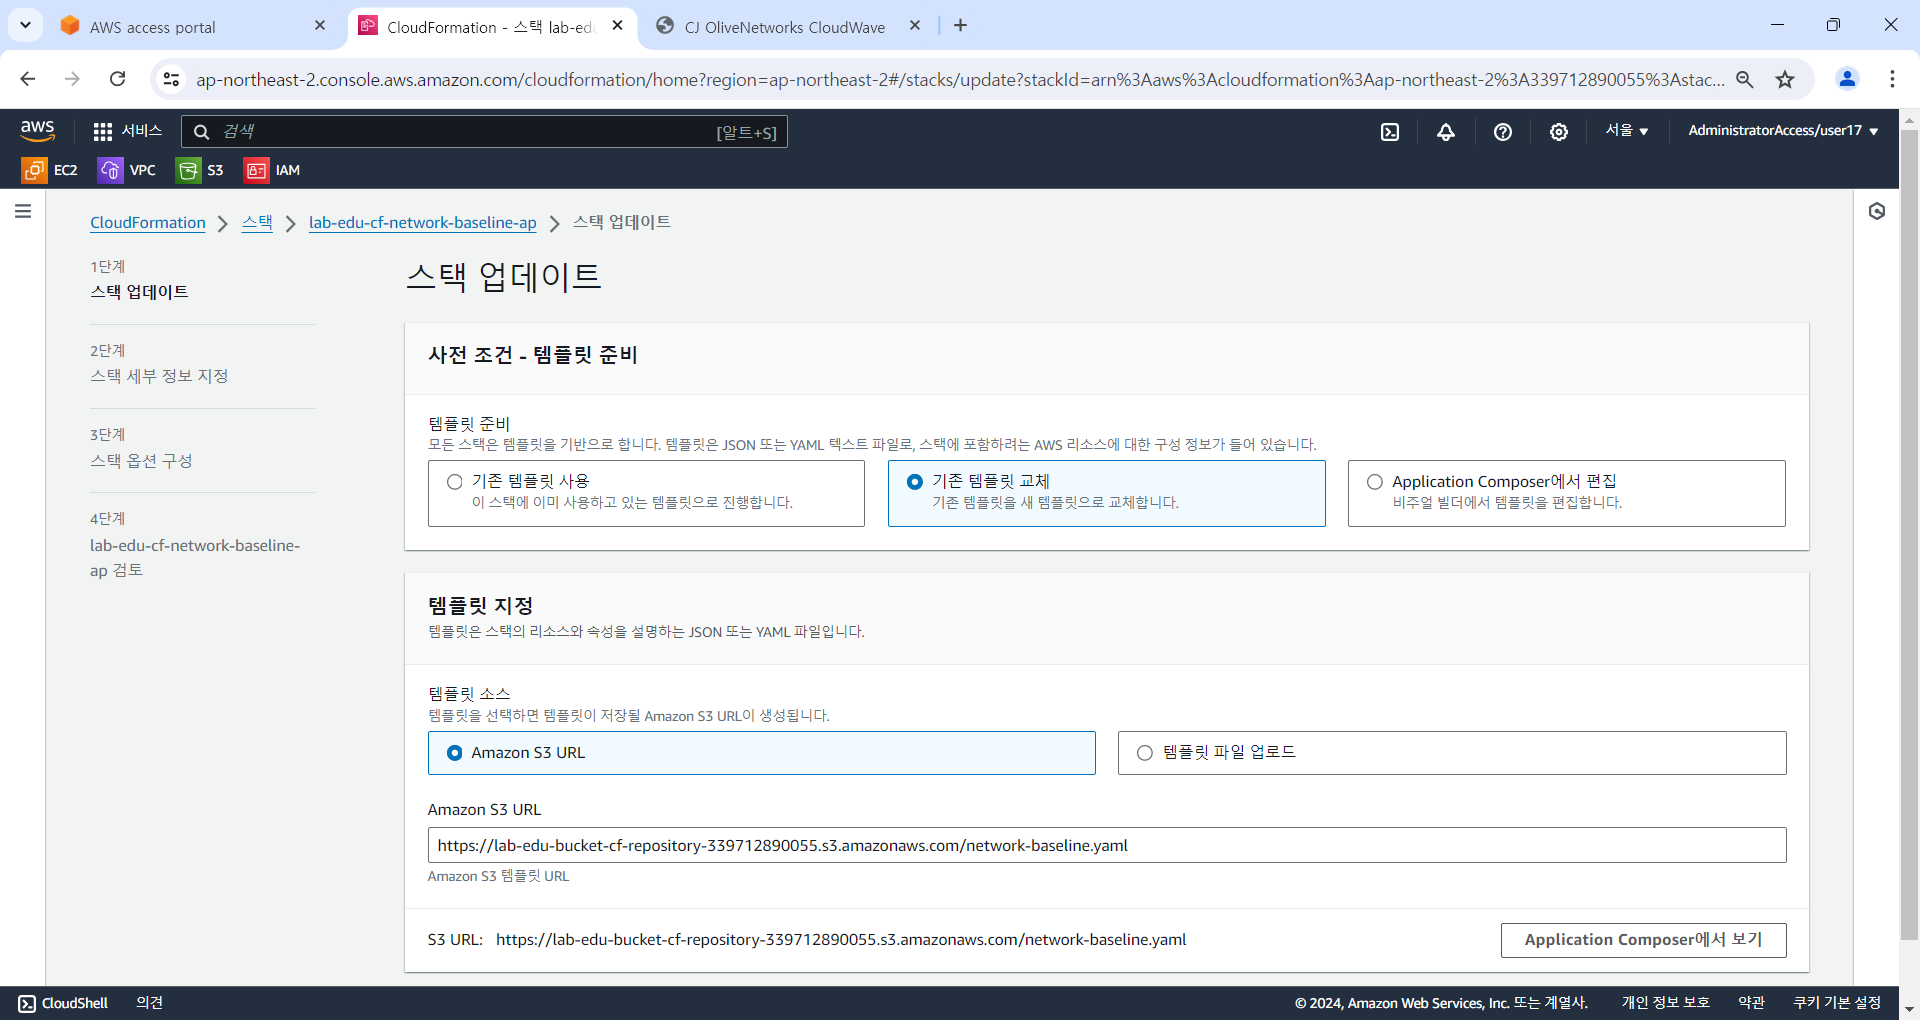 AWS access portal
CloudFormation - 스택 lab-edu
CJ OliveNetworks CloudWave
ap-northeast-2.console.aws.amazon.com/cloudformation/home?region=ap-northeast-2#/stacks/update?stackId=arn%3Aaws%3Acloudformation%3Aap-northeast-2%3A339712890055%3Astac...
aws
서비스
검색
[알트+S]
서울
AdministratorAccess/user17
EC2
VPC
S3
IAM
CloudFormation
스택
lab-edu-cf-network-baseline-ap
스택 업데이트
1단계
스택 업데이트
2단계
스택 세부 정보 지정
3단계
스택 옵션 구성
4단계
lab-edu-cf-network-baseline-
ap 검토
스택 업데이트
사전 조건 - 템플릿 준비
템플릿 준비
모든 스택은 템플릿을 기반으로 합니다. 템플릿은 JSON 또는 YAML 텍스트 파일로, 스택에 포함하려는 AWS 리소스에 대한 구성 정보가 들어 있습니다.
기존 템플릿 사용
이 스택에 이미 사용하고 있는 템플릿으로 진행합니다.
기존 템플릿 교체
기존 템플릿을 새 템플릿으로 교체합니다.
Application Composer에서 편집
비주얼 빌더에서 템플릿을 편집합니다.
템플릿 지정
템플릿은 스택의 리소스와 속성을 설명하는 JSON 또는 YAML 파일입니다.
템플릿 소스
템플릿을 선택하면 템플릿이 저장될 Amazon S3 URL이 생성됩니다.
Amazon S3 URL
템플릿 파일 업로드
Amazon S3 URL
https://lab-edu-bucket-cf-repository-339712890055.s3.amazonaws.com/network-baseline.yaml
Amazon S3 템플릿 URL
S3 URL: https://lab-edu-bucket-cf-repository-339712890055.s3.amazonaws.com/network-baseline.yaml
Application Composer에서 보기
CloudShell
의견
© 2024, Amazon Web Services, Inc. 또는 계열사.
개인 정보 보호
약관
쿠키 기본 설정